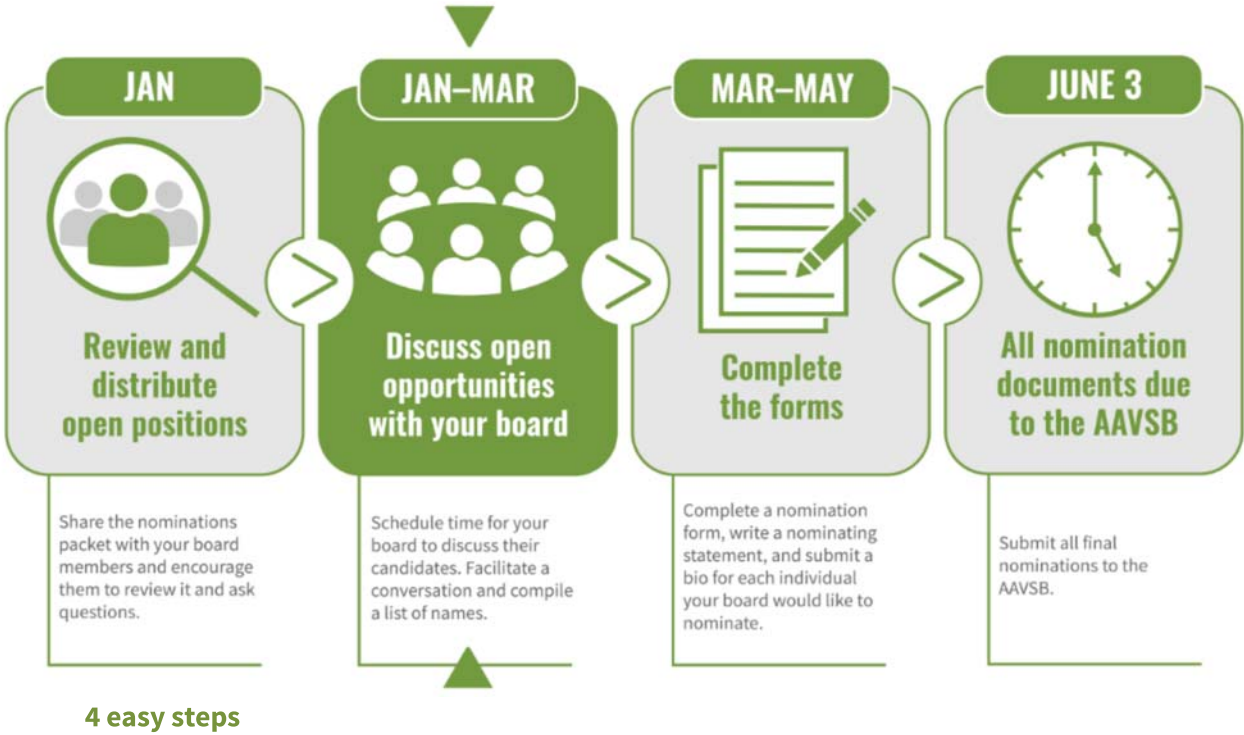 JAN
Review and
distribute
open positions
Share the nominations
packet with your board
members and encourage
them to review it and ask
questions.
JAN–MAR
Discuss open
opportunities
with your board
Schedule time for your
board to discuss their
candidates. Facilitate a
conversation and compile
a list of names.
MAR–MAY
Complete
the forms
Complete a nomination
form, write a nominating
statement, and submit a
bio for each individual
your board would like to
nominate.
JUNE 3
All nomination
documents due
to the AAVSB
Submit all final
nominations to the
AAVSB.
4 easy steps